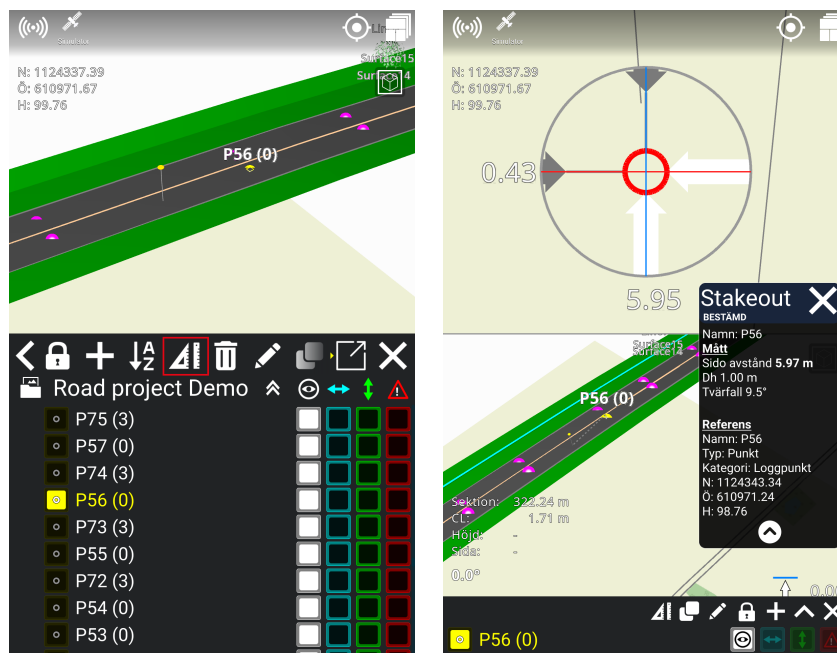 Simulator
N: 1124337.39
Ö: 610971.67
H: 99.76
Surface15
P56 (0)
Road project Demo
P75 (3)
P57 (0)
P74 (3)
P56 (0)
P73 (3)
P55 (0)
P72 (3)
P54 (0)
P53 (0)
Simulator
N: 1124337.39
Ö: 610971.67
H: 99.76
0.43
5.95
Stakeout
BESTÄMD
Namn: P56
Mått
Sido avstånd 5.97 m
Dh 1.00 m
Tvärfall 9.5°
Referens
Namn: P56
Typ: Punkt
Kategori: Loggpunkt
N: 1124343.34
Ö: 610971.24
H: 98.76
Surface15
Surface14
P56 (0)
Sektion: 322.24 m
CL: 1.71 m
Höjd: -
Sida: -
0.0°
P56 (0)